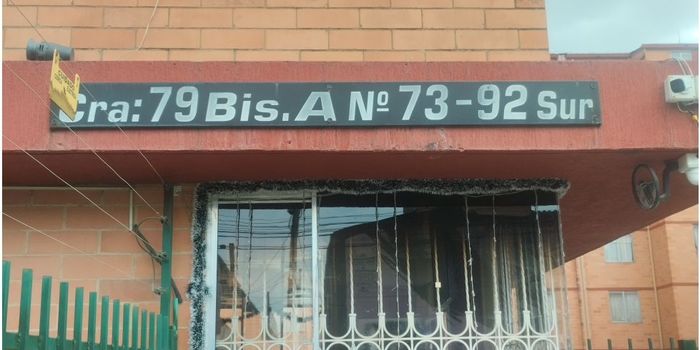 Cra: 79 Bis. A Nº 73-92 Sur